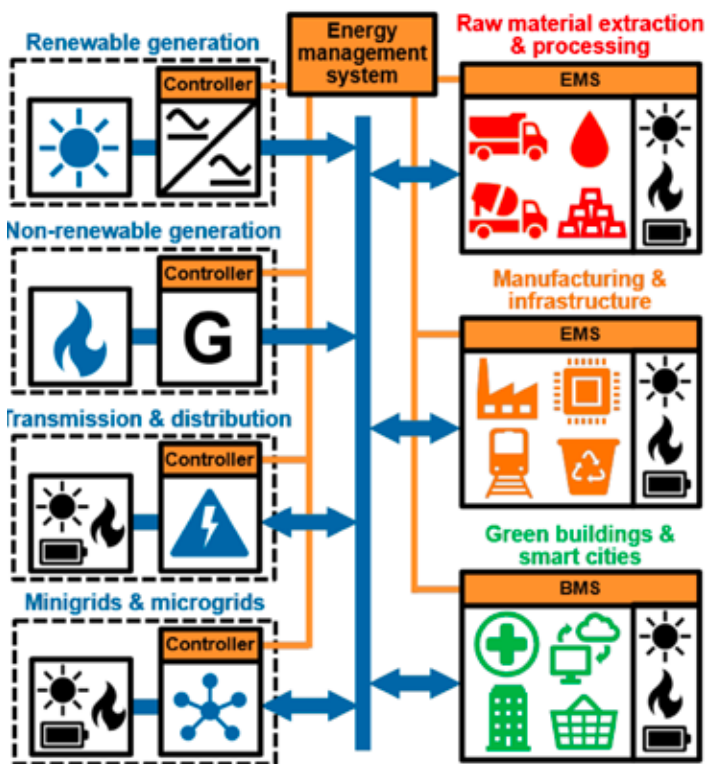 Renewable generation
Controller
Non-renewable generation
Controller
G
Transmission & distribution
Controller
Minigrids & microgrids
Controller
Energy
management
system
Raw material extraction
& processing
EMS
Manufacturing &
infrastructure
EMS
Green buildings &
smart cities
BMS